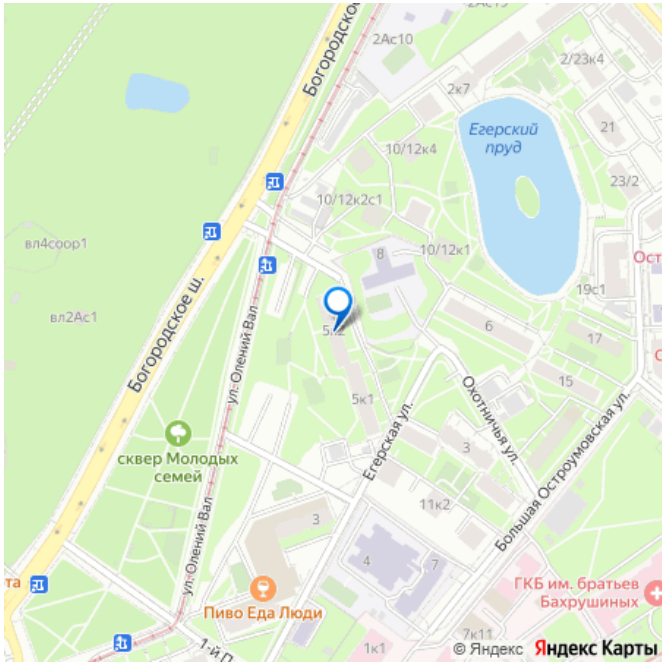 Богородское
2Ас10
2Ас19
2/23к4
2к7
Егерский
пруд
21
10/12к4
23/2
10/12к2с1
10/12к1
8
вл4соор1
Ост
19с1
вл2Ас1
Богородское ш.
5к2
6
17
ул. Олений Вал
15
Охотничья ул.
5к1
Егерская ул.
сквер Молодых
семей
3
Большая Остроумовская ул.
11к2
3
ул. Олений Вал
4
7
ГКБ им. братьев
Бахрушиных
та
Пиво Еда Люди
7к11
1-й П
1к1
© Яндекс Яндекс Карты